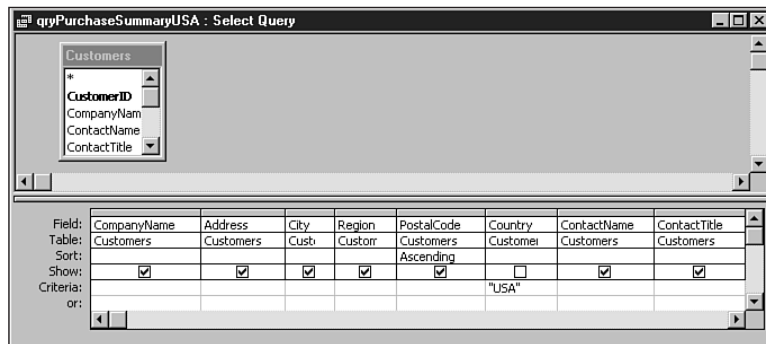 qryPurchaseSummaryUSA : Select Query
Customers
*
CustomerID
CompanyNam
ContactName
ContactTitle
Field: CompanyName Address City Region PostalCode Country ContactName ContactTitle
Table: Customers Customers Custo Custom Customers Customer Customers Customers
Sort: Ascending
Show:
Criteria: "USA"
or: